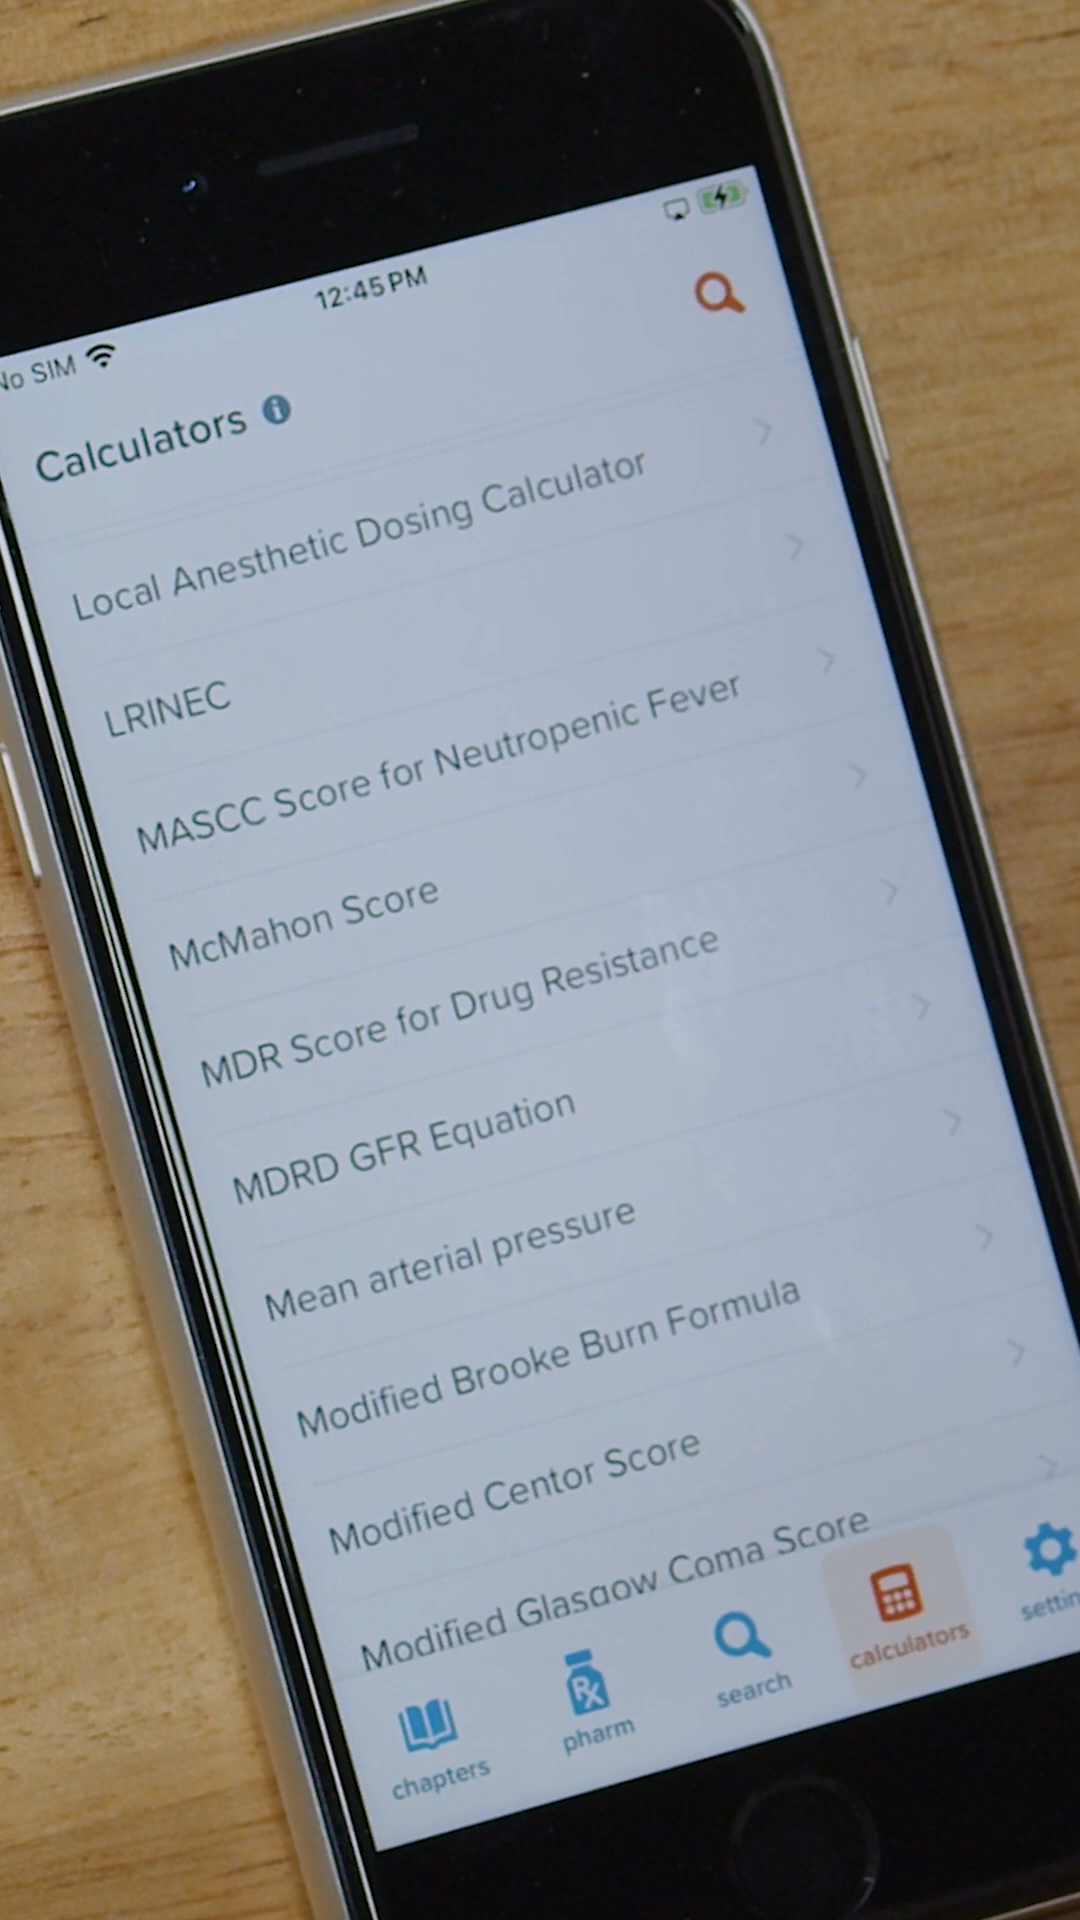 12:45 PM
No SIM
Calculators
Local Anesthetic Dosing Calculator
LRINEC
MASCC Score for Neutropenic Fever
McMahon Score
MDR Score for Drug Resistance
MDRD GFR Equation
Mean arterial pressure
Modified Brooke Burn Formula
Modified Centor Score
Modified Glasgow Coma Score
chapters
Rx
pharm
search
calculators
settin